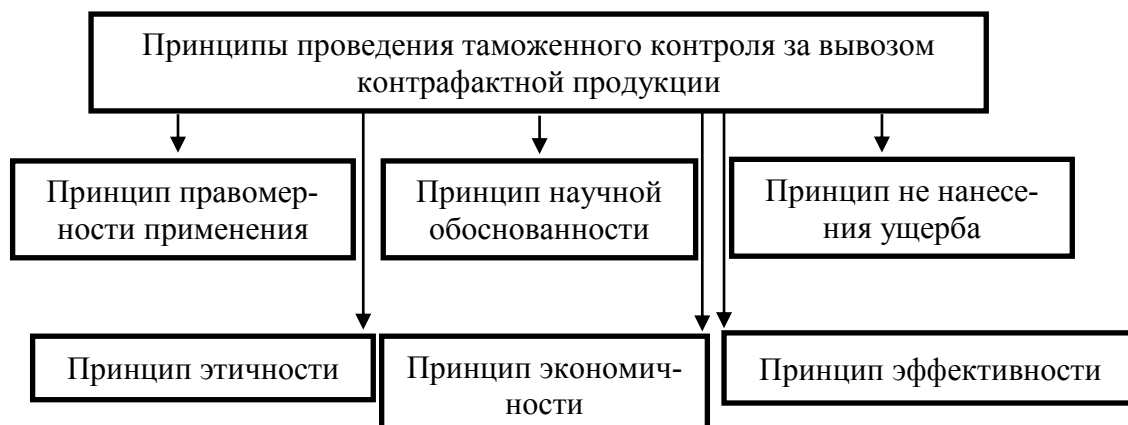 Принципы проведения таможенного контроля за вывозом
контрафактной продукции
Принцип правомер-
ности применения
Принцип научной
обоснованности
Принцип не нанесе-
ния ущерба
Принцип этичности
Принцип экономич-
ности
Принцип эффективности